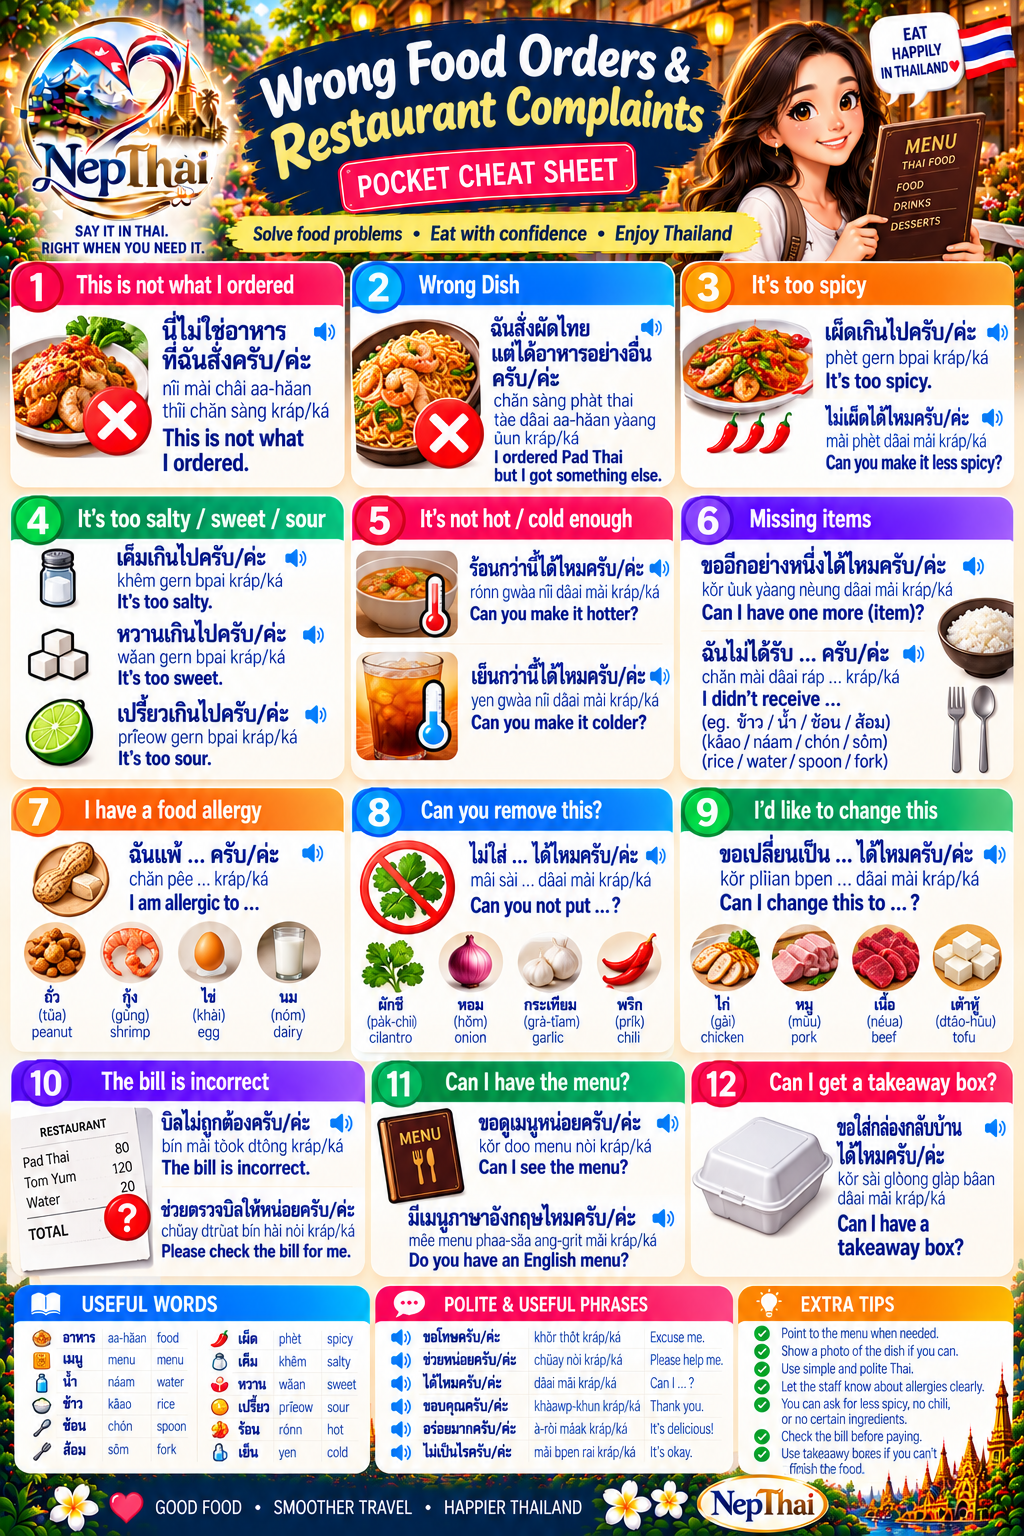 NepThai
SAY IT IN THAI.
RIGHT WHEN YOU NEED IT.
Wrong Food Orders &
Restaurant Complaints
POCKET CHEAT SHEET
Solve food problems • Eat with confidence • Enjoy Thailand
EAT
HAPPILY
IN THAILAND
MENU
THAI FOOD
FOOD
DRINKS
DESSERTS
1 This is not what I ordered
นี่ไม่ใช่อาหาร
ที่ฉันสั่งครับ/ค่ะ
nîi mài châi aa-hăan
thîi chăn sàng kráp/ká
This is not what
I ordered.
2 Wrong Dish
ฉันสั่งผัดไทย
แต่ได้อาหารอย่างอื่น
ครับ/ค่ะ
chăn sàng phàt thai
tàe dâai aa-hăan yàang
ùun kráp/ká
I ordered Pad Thai
but I got something else.
3 It's too spicy
เผ็ดเกินไปครับ/ค่ะ
phèt gern bpai kráp/ká
It's too spicy.
ไม่เผ็ดได้ไหมครับ/ค่ะ
mài phèt dâai mái kráp/ká
Can you make it less spicy?
4 It's too salty / sweet / sour
เค็มเกินไปครับ/ค่ะ
khêm gern bpai kráp/ká
It's too salty.
หวานเกินไปครับ/ค่ะ
wăan gern bpai kráp/ká
It's too sweet.
เปรี้ยวเกินไปครับ/ค่ะ
prîeow gern bpai kráp/ká
It's too sour.
5 It's not hot / cold enough
ร้อนกว่านี้ได้ไหมครับ/ค่ะ
rónn gwàa nîi dâai mài kráp/ká
Can you make it hotter?
เย็นกว่านี้ได้ไหมครับ/ค่ะ
yen gwàa nîi dâai mài kráp/ká
Can you make it colder?
6 Missing items
ขออีกอย่างหนึ่งได้ไหมครับ/ค่ะ
kŏr ùuk yàang nèung dâai mài kráp/ká
Can I have one more (item)?
ฉันไม่ได้รับ ... ครับ/ค่ะ
chăn mài dâai ráp ... kráp/ká
I didn't receive ...
(eg. ข้าว / น้ำ / ช้อน / ส้อม)
(kâao / náam / chón / sôm)
(rice / water / spoon / fork)
7 I have a food allergy
ฉันแพ้ ... ครับ/ค่ะ
chăn pêe ... kráp/ká
I am allergic to ...
ถั่ว กุ้ง ไข่ นม
(tùa) (gûng) (khài) (nóm)
peanut shrimp egg dairy
8 Can you remove this?
ไม่ใส่ ... ได้ไหมครับ/ค่ะ
mâi sài ... dâai mài kráp/ká
Can you not put ... ?
ผักชี หอม กระเทียม พริก
(pàk-chii) (hŏm) (grà-tiam) (prík)
cilantro onion garlic chili
9 I'd like to change this
ขอเปลี่ยนเป็น ... ได้ไหมครับ/ค่ะ
kŏr plìian bpen ... dâai mài kráp/ká
Can I change this to ... ?
ไก่ หมู เนื้อ เต้าหู้
(gài) (mŭu) (néua) (dtâo-hûu)
chicken pork beef tofu
10 The bill is incorrect
RESTAURANT
Pad Thai 80
Tom Yum 120
Water 20
TOTAL ?
บิลไม่ถูกต้องครับ/ค่ะ
bín mâi tòok dtông kráp/ká
The bill is incorrect.
ช่วยตรวจบิลให้หน่อยครับ/ค่ะ
chûay dtrùat bín hài nòi kráp/ká
Please check the bill for me.
11 Can I have the menu?
MENU
ขอดูเมนูหน่อยครับ/ค่ะ
kŏr doo menu nòi kráp/ká
Can I see the menu?
มีเมนูภาษาอังกฤษไหมครับ/ค่ะ
mêe menu phaa-săa ang-grìt mái kráp/ká
Do you have an English menu?
12 Can I get a takeaway box?
ขอใส่กล่องกลับบ้าน
ได้ไหมครับ/ค่ะ
kŏr sài glòong glàp bâan
dâai mài kráp/ká
Can I have a
takeaway box?
USEFUL WORDS
อาหาร aa-hăan food
เมนู menu menu
น้ำ náam water
ข้าว kâao rice
ช้อน chón spoon
ส้อม sôm fork
เผ็ด phèt spicy
เค็ม khêm salty
หวาน wăan sweet
เปรี้ยว prîeow sour
ร้อน rónn hot
เย็น yen cold
POLITE & USEFUL PHRASES
ขอโทษครับ/ค่ะ khŏr thôt kráp/ká Excuse me.
ช่วยหน่อยครับ/ค่ะ chûay nòi kráp/ká Please help me.
ได้ไหมครับ/ค่ะ dâai mâi kráp/ká Can I ... ?
ขอบคุณครับ/ค่ะ khàawp-khun kráp/ká Thank you.
อร่อยมากครับ/ค่ะ à-ròi máak kráp/ká It's delicious!
ไม่เป็นไรครับ/ค่ะ mâi bpen rai kráp/ká It's okay.
EXTRA TIPS
Point to the menu when needed.
Show a photo of the dish if you can.
Use simple and polite Thai.
Let the staff know about allergies clearly.
You can ask for less spicy, no chili,
or no certain ingredients.
Check the bill before paying.
Use takeaway boxes if you can't
finish the food.
GOOD FOOD • SMOOTHER TRAVEL • HAPPIER THAILAND
NepThai